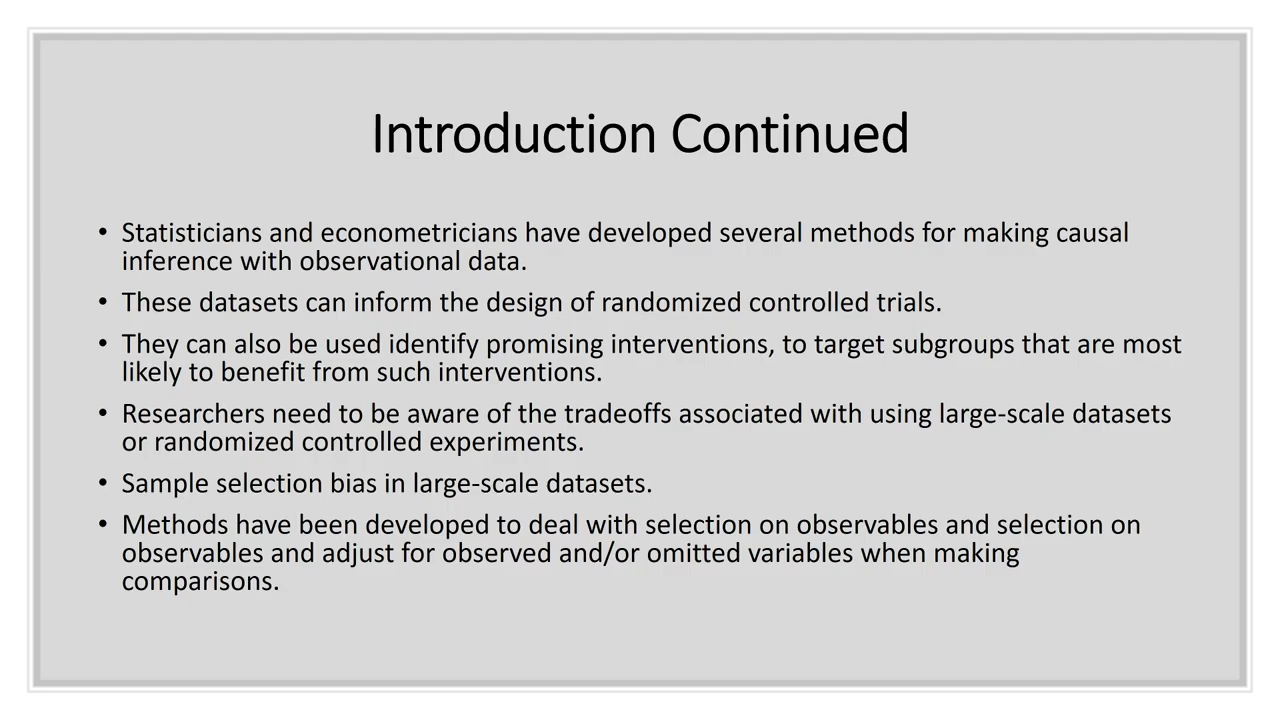 Introduction Continued
• Statisticians and econometricians have developed several methods for making causal
inference with observational data.
• These datasets can inform the design of randomized controlled trials.
• They can also be used identify promising interventions, to target subgroups that are most
likely to benefit from such interventions.
• Researchers need to be aware of the tradeoffs associated with using large-scale datasets
or randomized controlled experiments.
• Sample selection bias in large-scale datasets.
• Methods have been developed to deal with selection on observables and selection on
observables and adjust for observed and/or omitted variables when making
comparisons.